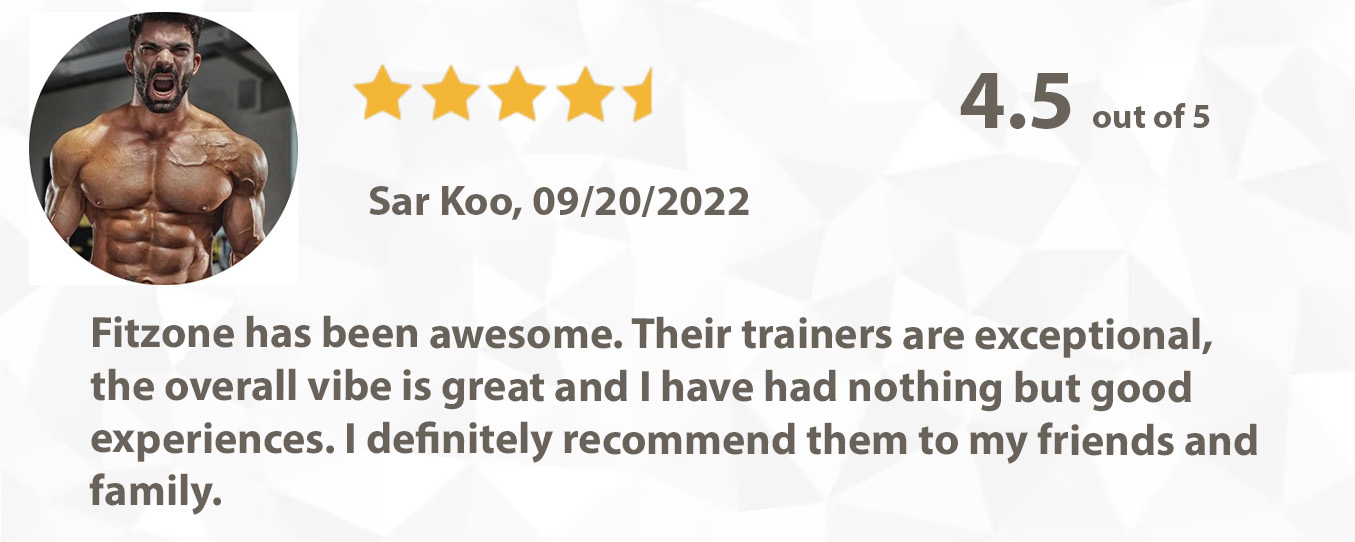 4.5 out of 5
Sar Koo, 09/20/2022
Fitzone has been awesome. Their trainers are exceptional,
the overall vibe is great and I have had nothing but good
experiences. I definitely recommend them to my friends and
family.